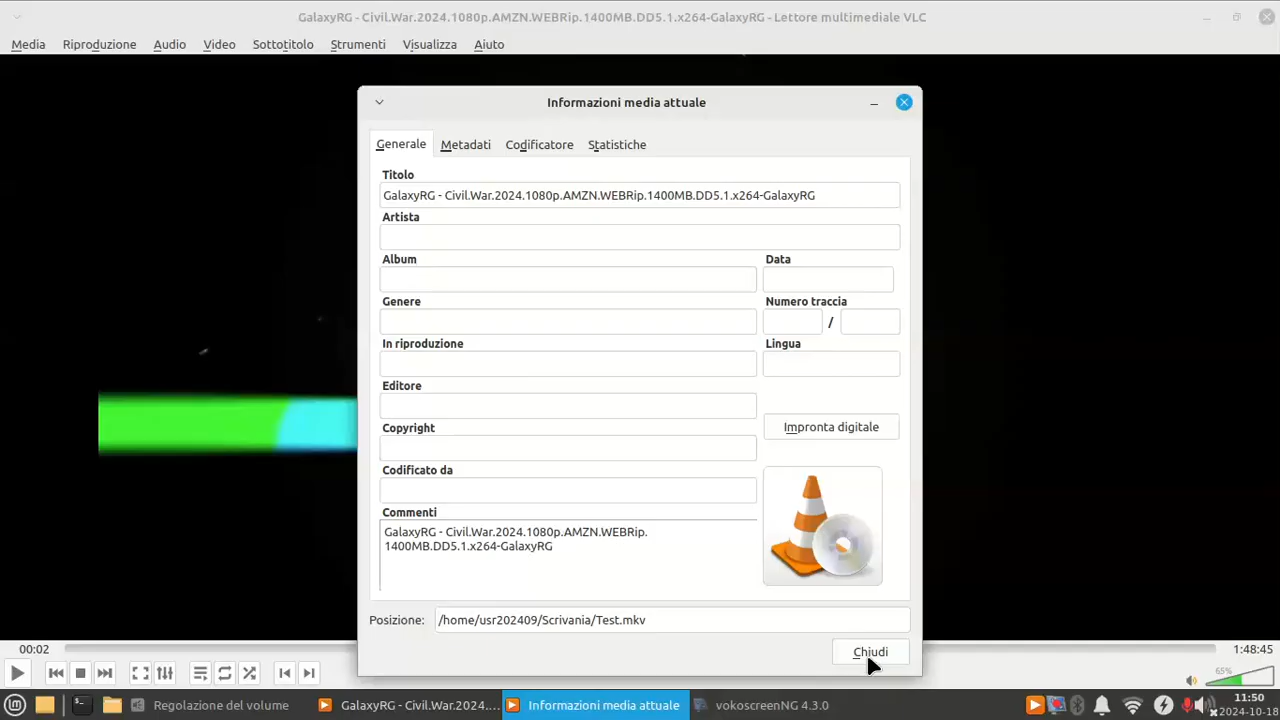 GalaxyRG - Civil.War.2024.1080p.AMZN.WEBRip.1400MB.DD5.1.x264-GalaxyRG - Lettore multimediale VLC
Media Riproduzione Audio Video Sottotitolo Strumenti Visualizza Aiuto
Informazioni media attuale
Generale Metadati Codificatore Statistiche
Titolo
GalaxyRG - Civil.War.2024.1080p.AMZN.WEBRip.1400MB.DD5.1.x264-GalaxyRG
Artista
Album Data
Genere Numero traccia
/
In riproduzione Lingua
Editore
Copyright Impronta digitale
Codificato da
Commenti
GalaxyRG - Civil.War.2024.1080p.AMZN.WEBRip.
1400MB.DD5.1.x264-GalaxyRG
Posizione: /home/usr202409/Scrivania/Test.mkv
Chiudi
00:02 1:48:45
65%
Regolazione del volume GalaxyRG - Civil.War.2024.... Informazioni media attuale vokoscreenNG 4.3.0
11:50
2024-10-18